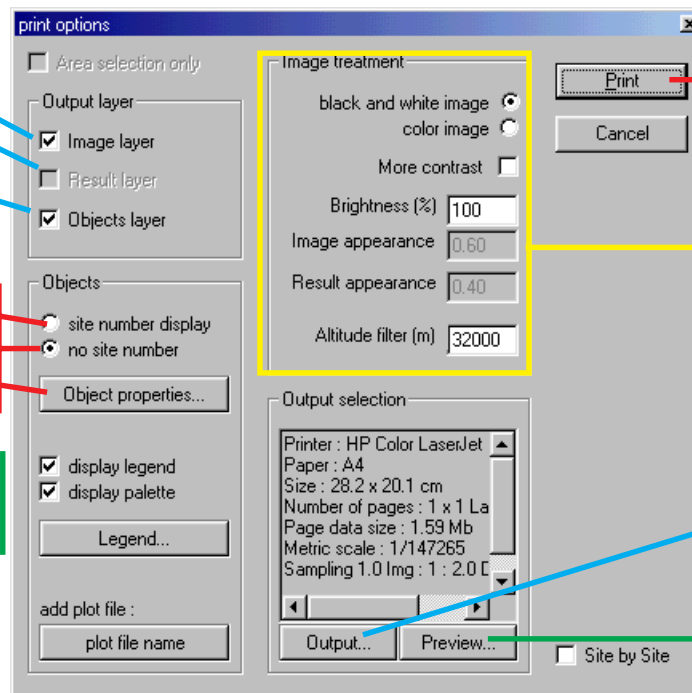 print options
Area selection only
Output layer
Image layer
Result layer
Objects layer
Objects
site number display
no site number
Object properties...
display legend
display palette
Legend...
add plot file :
plot file name
Image treatment
black and white image
color image
More contrast
Brightness (%) 100
Image appearance 0.60
Result appearance 0.40
Altitude filter (m) 32000
Output selection
Printer : HP Color LaserJet
Paper : A4
Size : 28.2 x 20.1 cm
Number of pages : 1 x 1 La
Page data size : 1.59 Mb
Metric scale : 1/147265
Sampling 1.0 Img : 1 : 2.0 D
Output...
Preview...
Print
Cancel
Site by Site